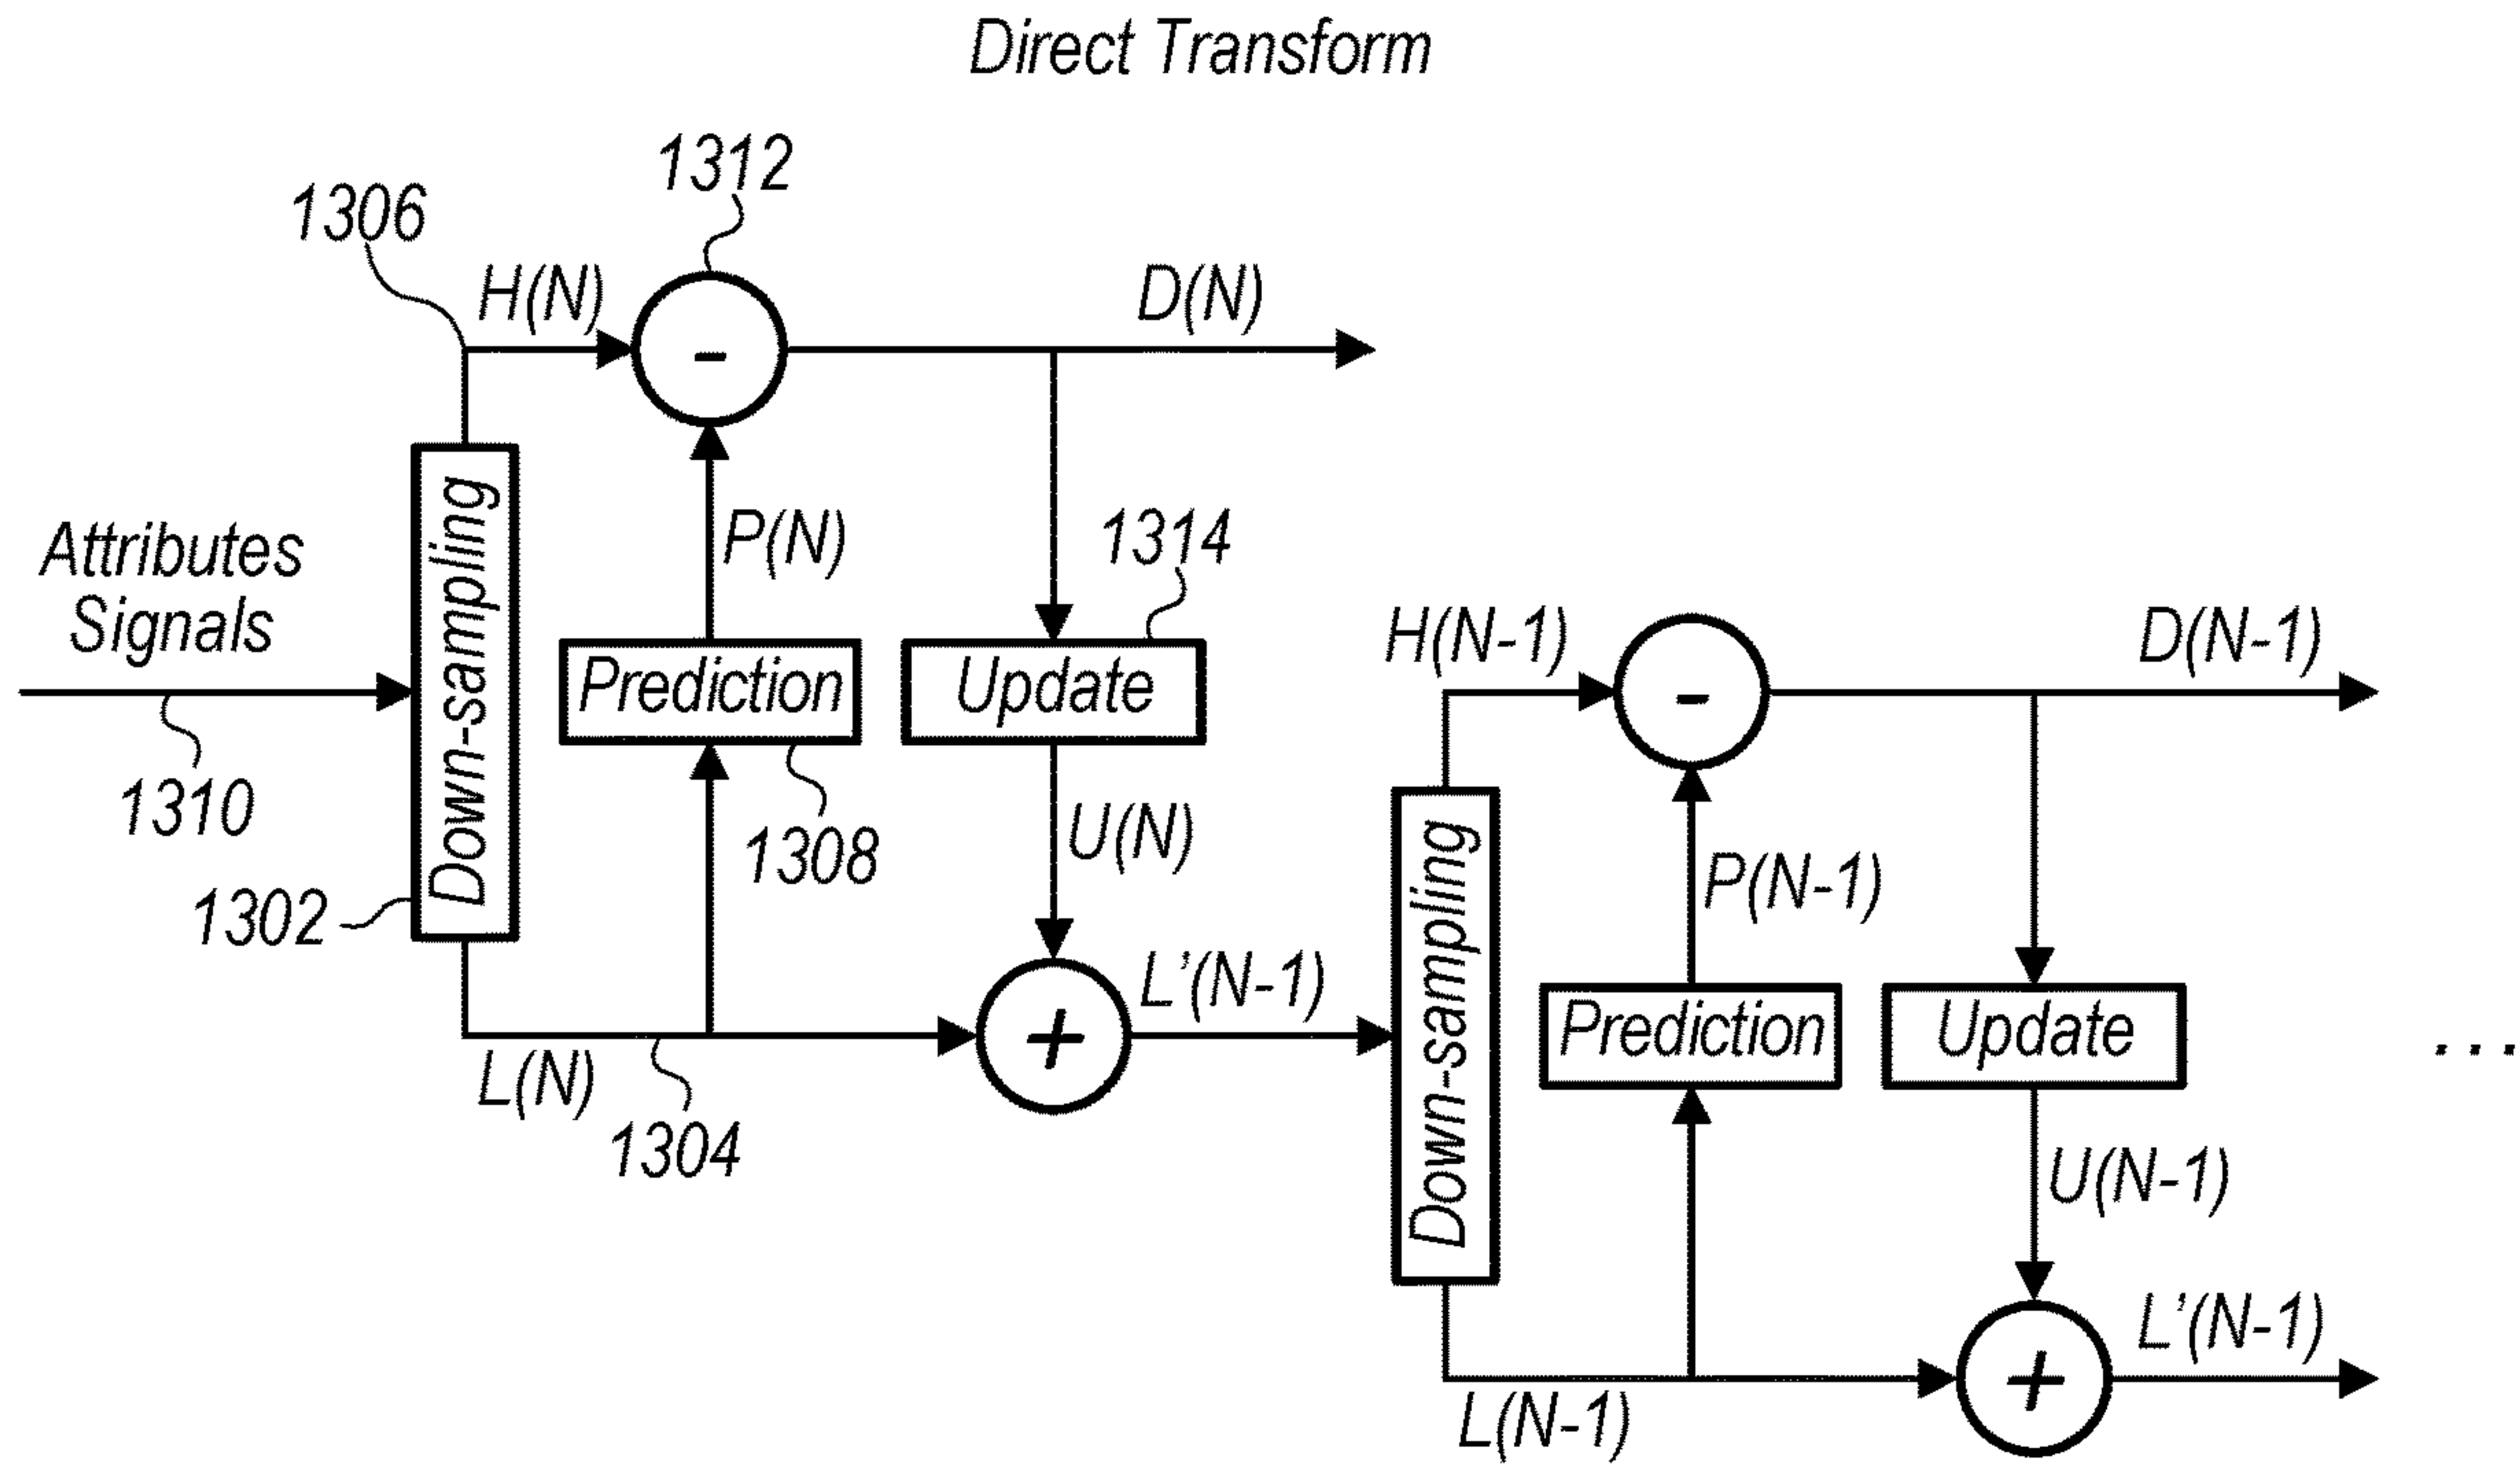 Direct Transform
1312
1306
H(N)
D(N)
-
Down-sampling
P(N)
1314
Attributes
Signals
Prediction
Update
1310
1308
U(N)
1302
L'(N-1)
+
L(N)
1304
H(N-1)
D(N-1)
-
Down-sampling
P(N-1)
Prediction
Update
...
U(N-1)
L'(N-1)
+
L(N-1)